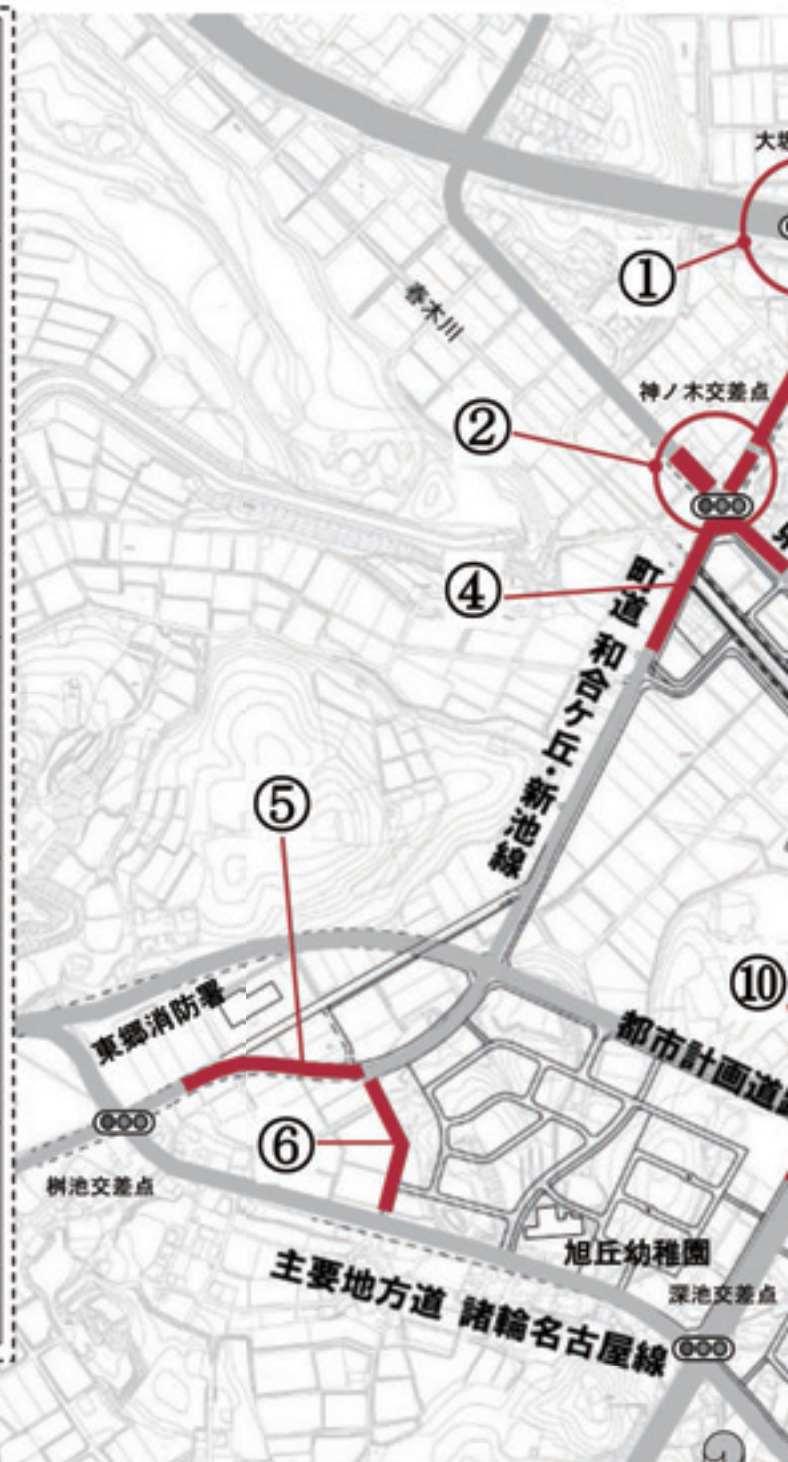 ①
春木川
神ノ木交差点
②
④
町道 和合ケ丘・新池線
⑤
⑩
東郷消防署
都市計画道
⑥
桝池交差点
旭丘幼稚園
主要地方道 諸輪名古屋線
深池交差点